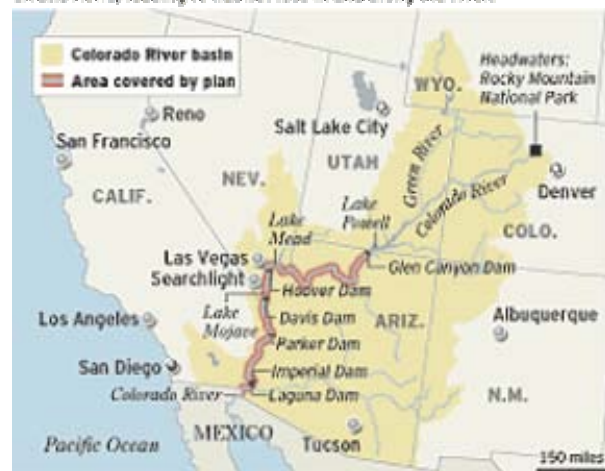 Colorado River basin
Area covered by plan
Headwaters:
Rocky Mountain
National Park
WYO.
Reno
Salt Lake City
San Francisco
UTAH
Green River
Colorado River
Denver
NEV.
CALIF.
Lake
Powell
Lake
Mead
COLO.
Las Vegas
Searchlight
Glen Canyon Dam
Hoover Dam
Lake
Mojave
Davis Dam
ARIZ.
Albuquerque
Los Angeles
Parker Dam
San Diego
Imperial Dam
N.M.
Colorado River
Laguna Dam
MEXICO
Pacific Ocean
Tucson
150 miles